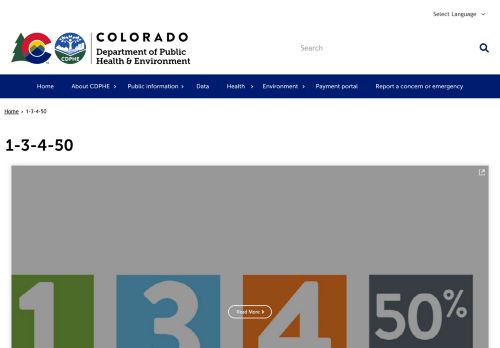 Select Language
COLORADO
Department of Public
Health & Environment
CDPHE
Search
Home About CDPHE Public information Data Health Environment Payment portal Report a concern or emergency
Home 1-3-4-50
1-3-4-50
1 3 4 50%
Read More